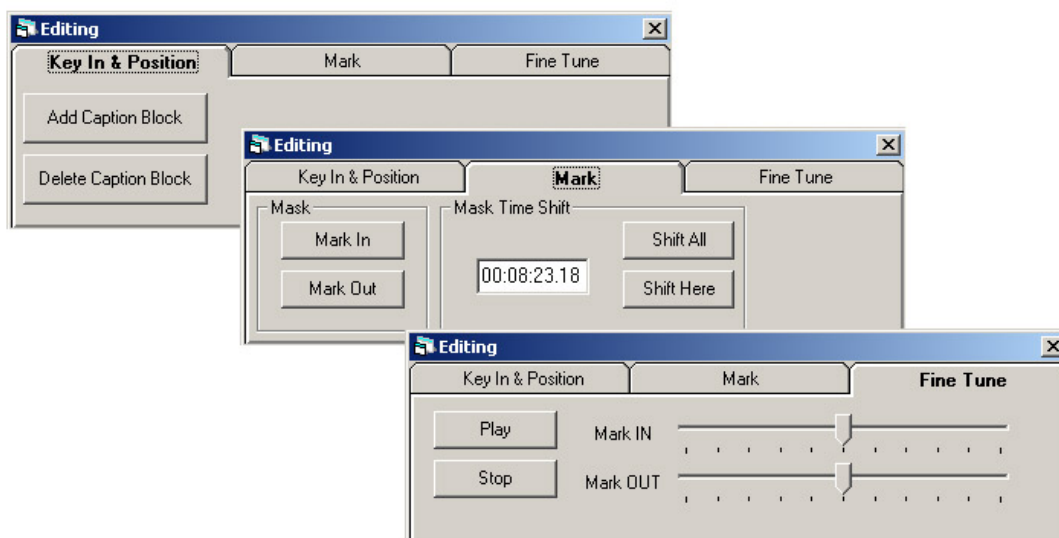 Editing
Key In & Position Mark Fine Tune
Add Caption Block
Delete Caption Block
Editing
Key In & Position Mark Fine Tune
Mask Mask Time Shift
Mark In Shift All
00:08:23.18
Mark Out Shift Here
Editing
Key In & Position Mark Fine Tune
Play Mark IN
Stop Mark OUT